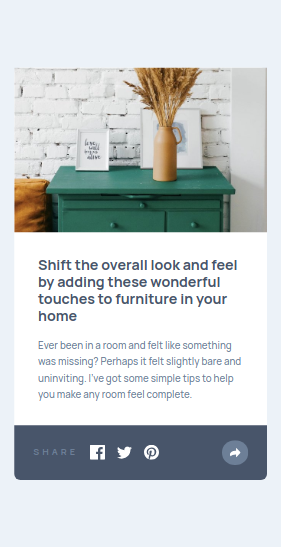 love,
Shift the overall look and feel
by adding these wonderful
touches to furniture in your
home
Ever been in a room and felt like something
was missing? Perhaps it felt slightly bare and
uninviting. I've got some simple tips to help
you make any room feel complete.
SHARE